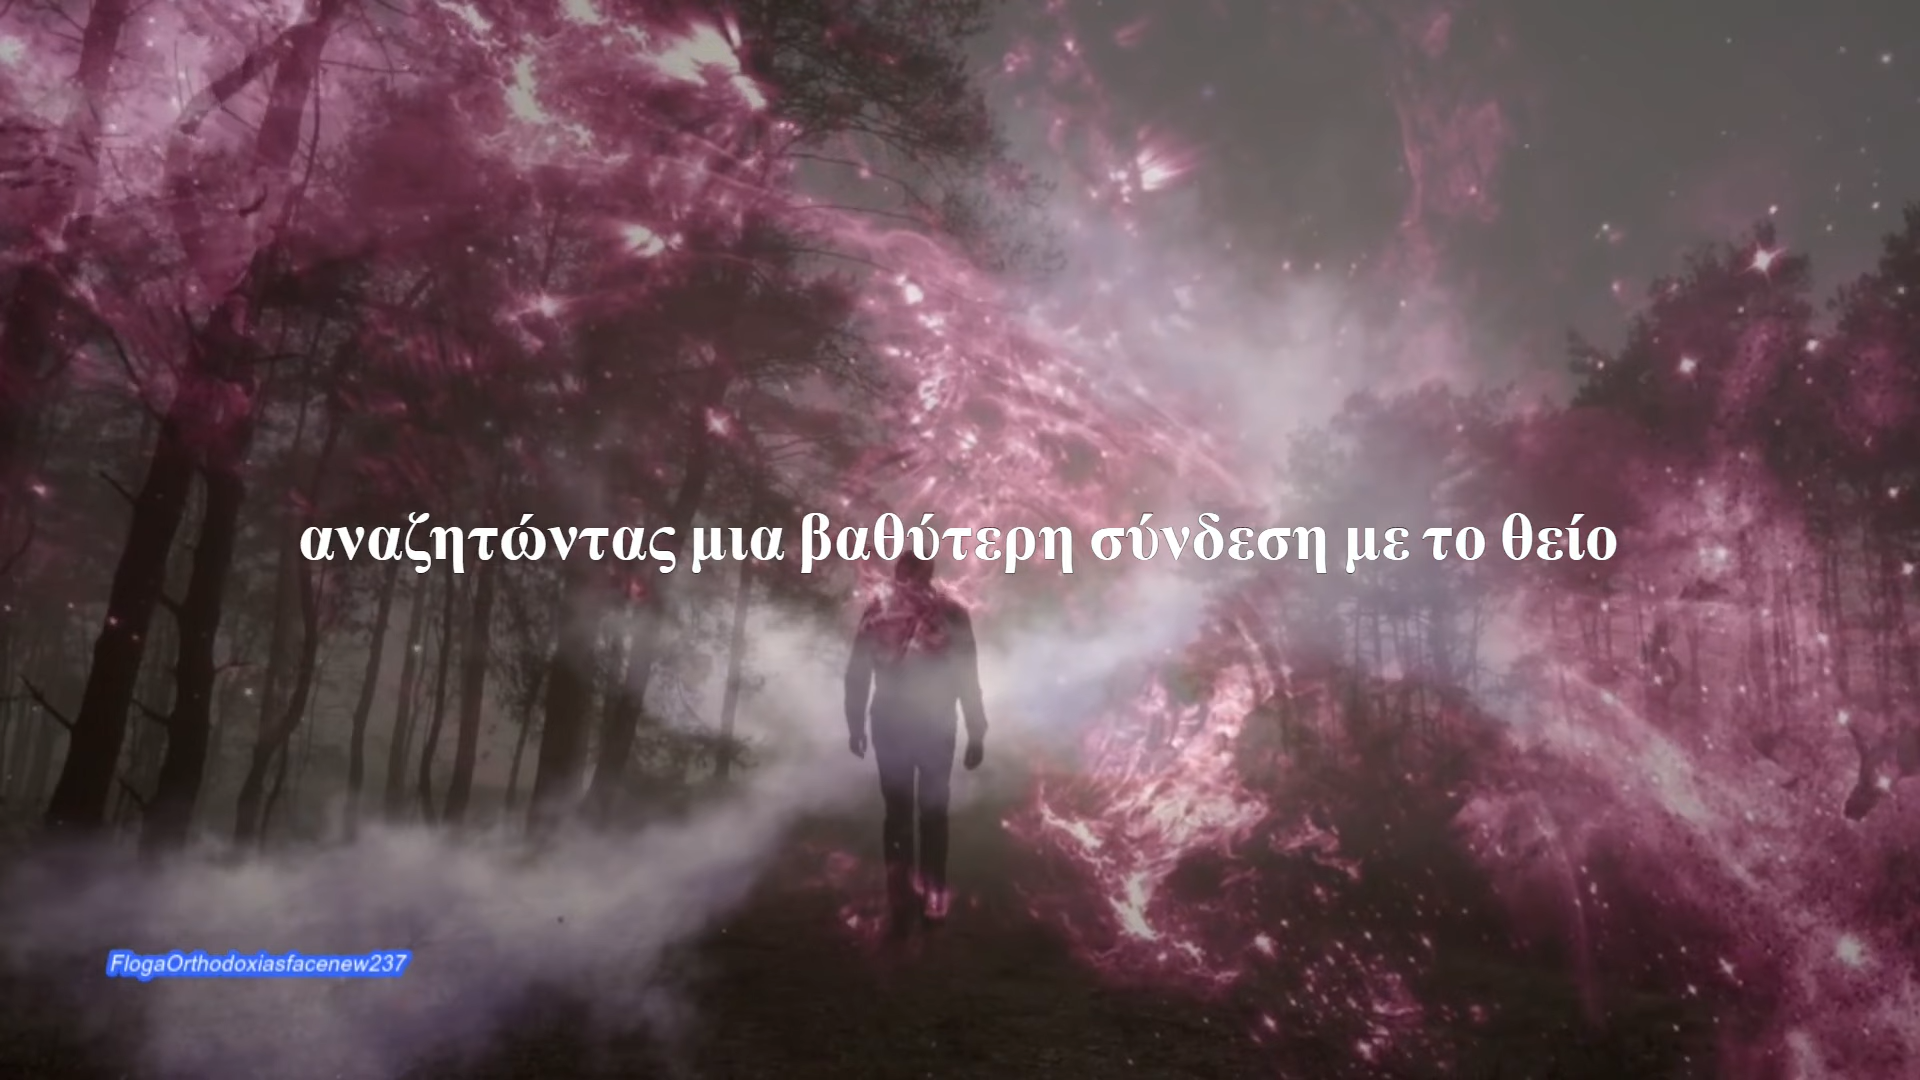 αναζητώντας μια βαθύτερη σύνδεση με το θείο
FlogaOrthodoxiasfacenew237